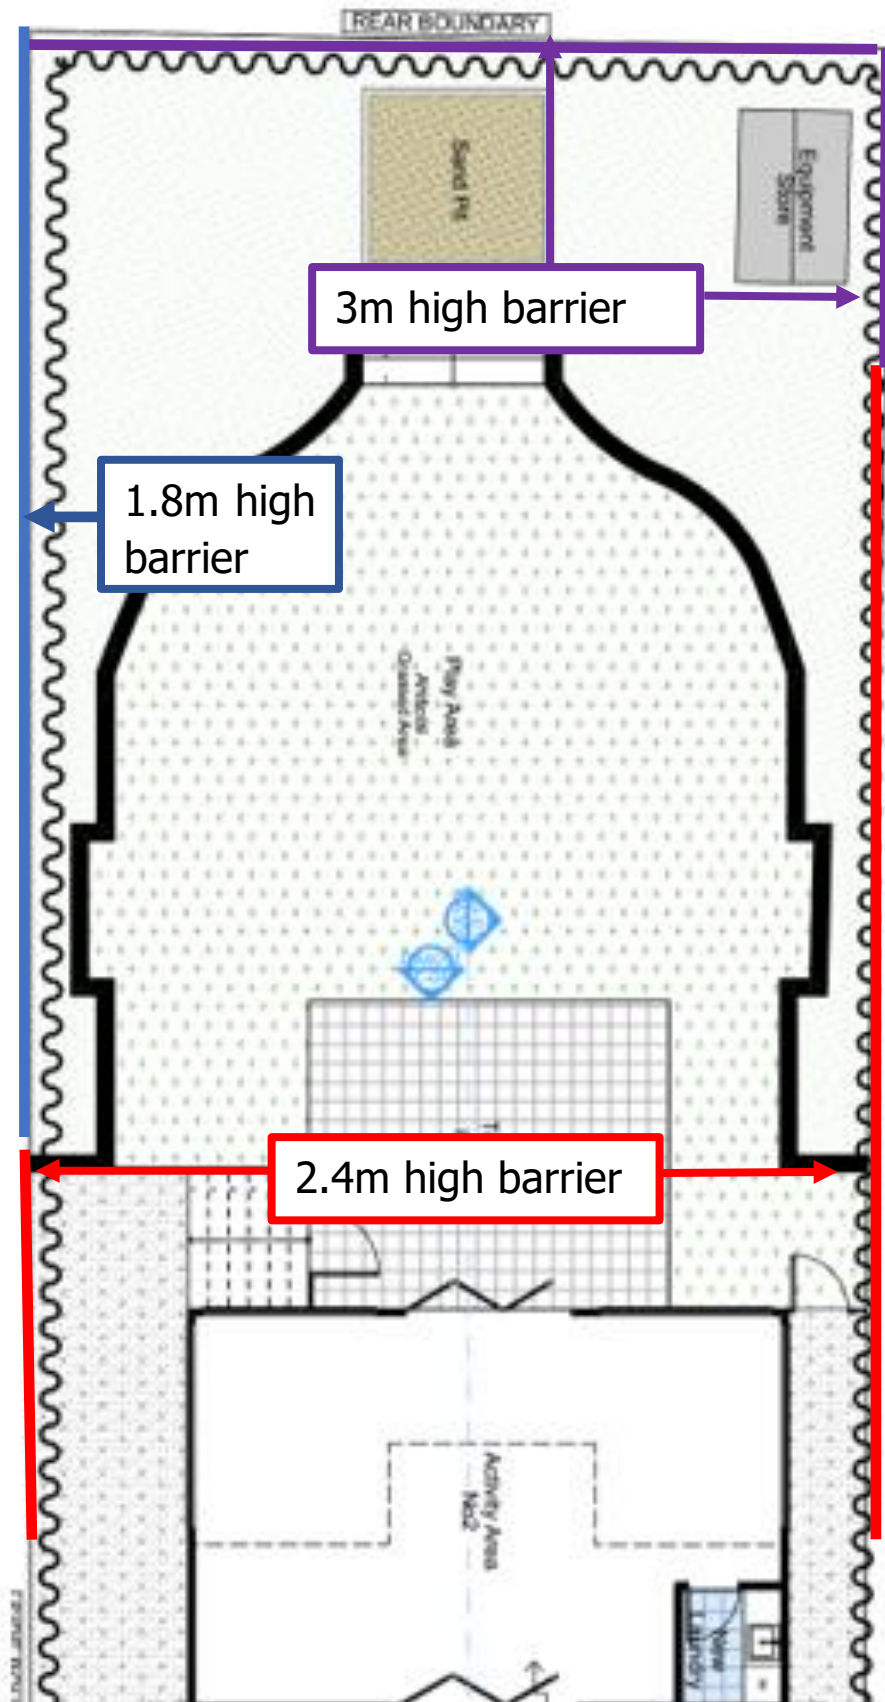 REAR BOUNDARY
Sand Pit
Equipment
Store
3m high barrier
1.8m high
barrier
Play Area
Artificial
Grassed Area
2.4m high barrier
Activity Area
No2
New
Laundry